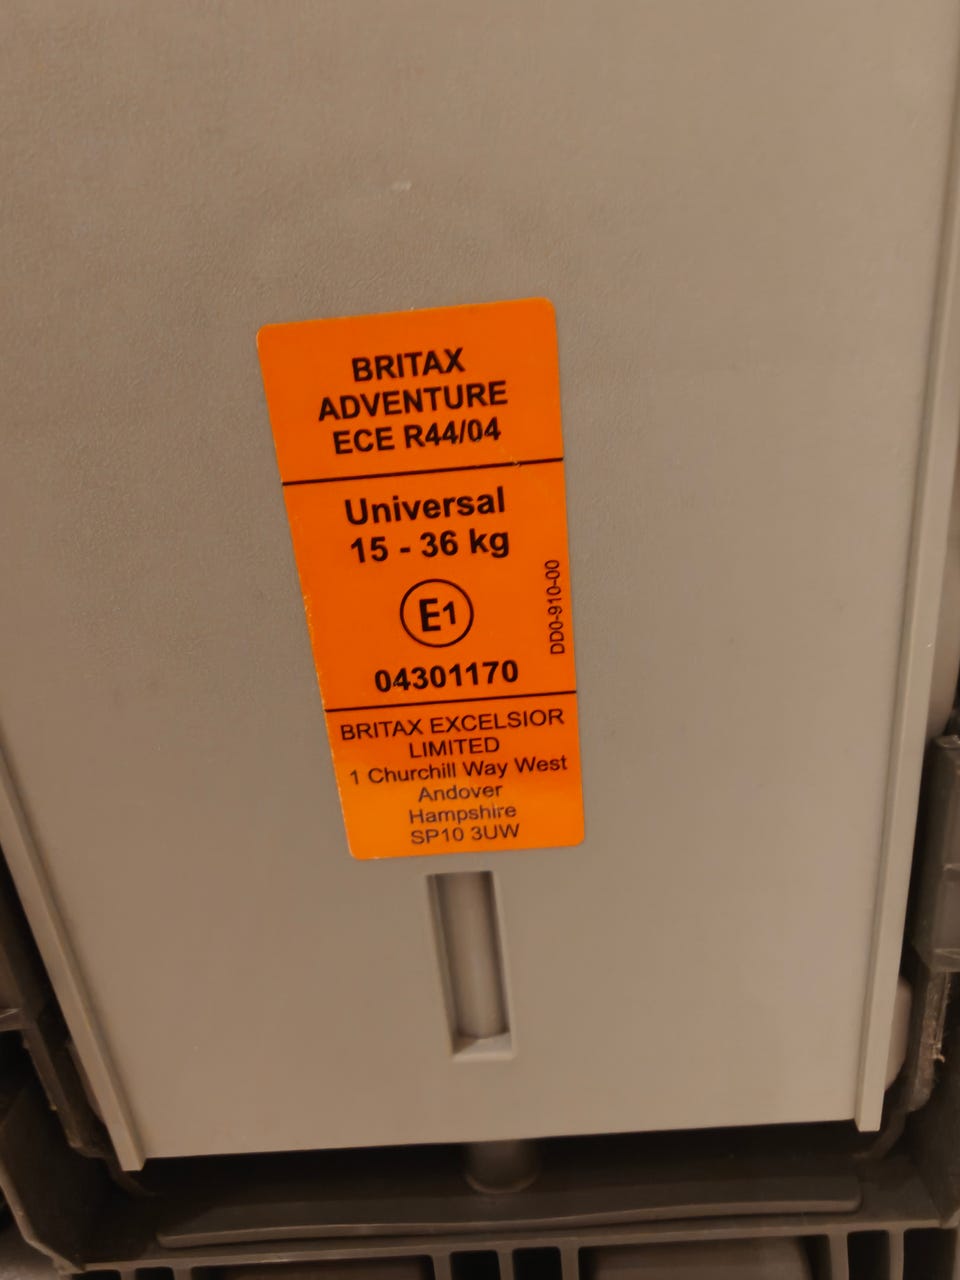 BRITAX
ADVENTURE
ECE R44/04
Universal
15 - 36 kg
E1
04301170
DD0-910-00
BRITAX EXCELSIOR
LIMITED
1 Churchill Way West
Andover
Hampshire
SP10 3UW